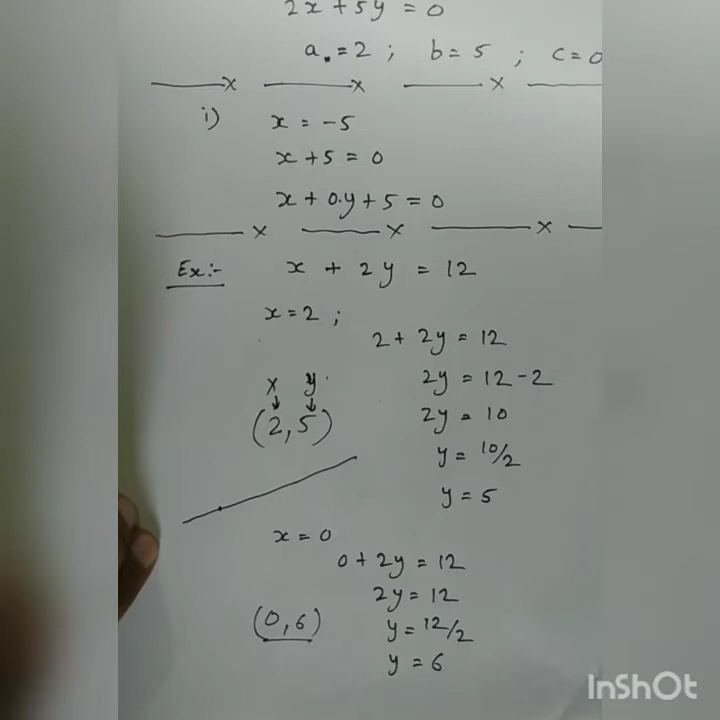 2x + 5y = 0
a = 2 ; b = 5 ; c = 0
i) x = -5
x + 5 = 0
x + 0.y + 5 = 0
Ex:- x + 2y = 12
x = 2 ;
2 + 2y = 12
2y = 12 - 2
2y = 10
y = 10/2
y = 5
x y
(2, 5)
x = 0
0 + 2y = 12
2y = 12
y = 12/2
y = 6
(0, 6)
InShOt